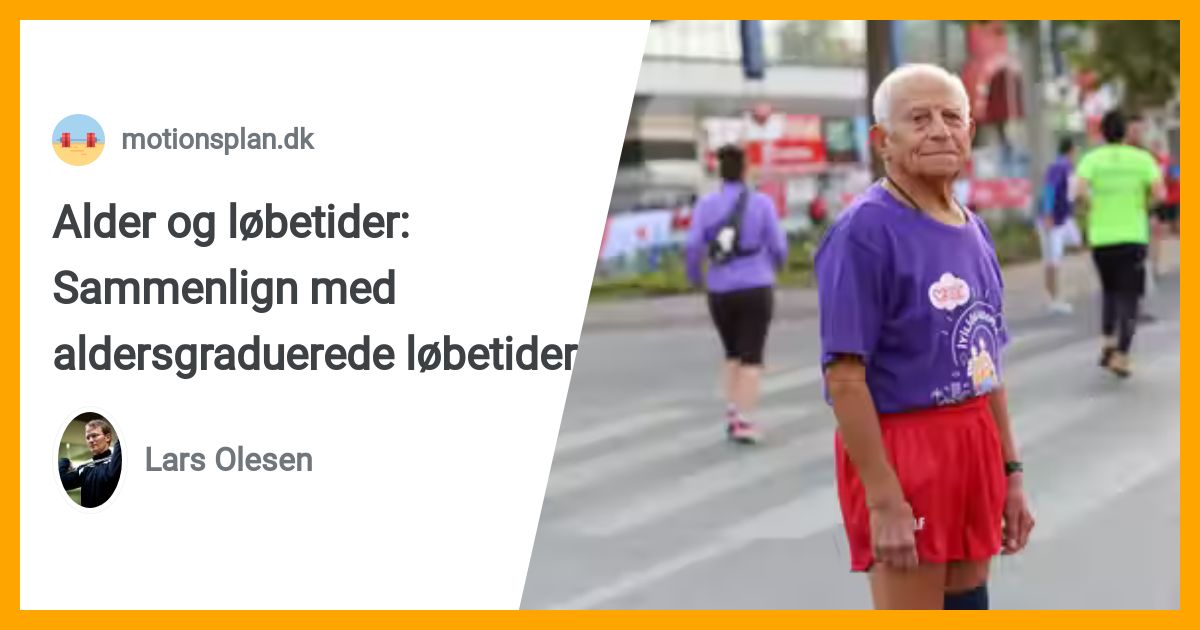 motionsplan.dk
Alder og løbetider:
Sammenlign med
aldersgraduerede løbetider
Lars Olesen